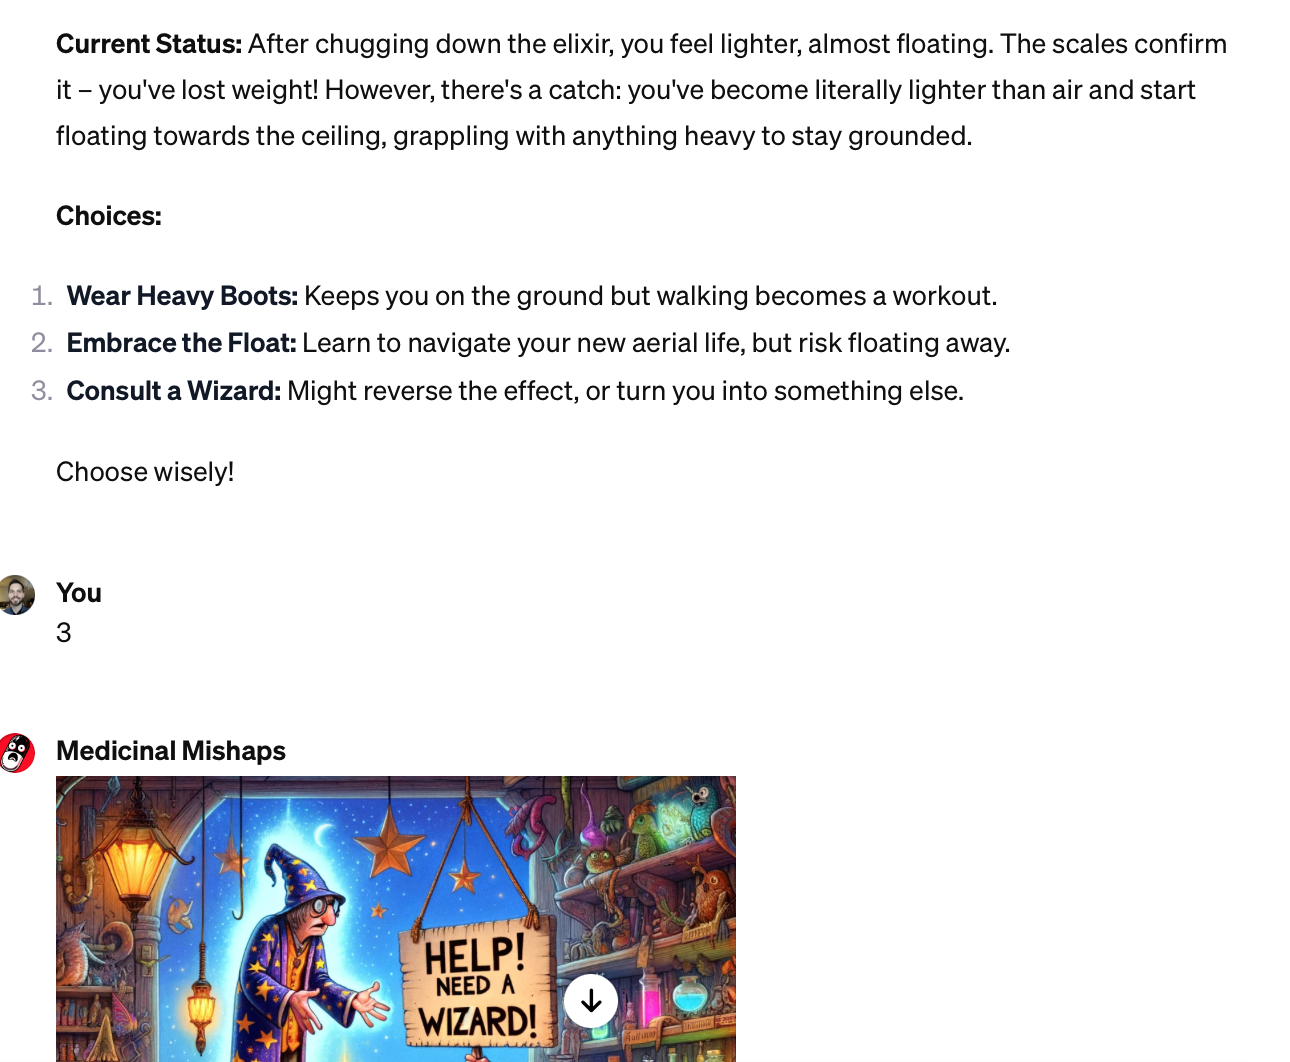 Current Status: After chugging down the elixir, you feel lighter, almost floating. The scales confirm
it – you've lost weight! However, there's a catch: you've become literally lighter than air and start
floating towards the ceiling, grappling with anything heavy to stay grounded.
Choices:
1. Wear Heavy Boots: Keeps you on the ground but walking becomes a workout.
2. Embrace the Float: Learn to navigate your new aerial life, but risk floating away.
3. Consult a Wizard: Might reverse the effect, or turn you into something else.
Choose wisely!
You
3
Medicinal Mishaps
HELP!
NEED A
WIZARD!